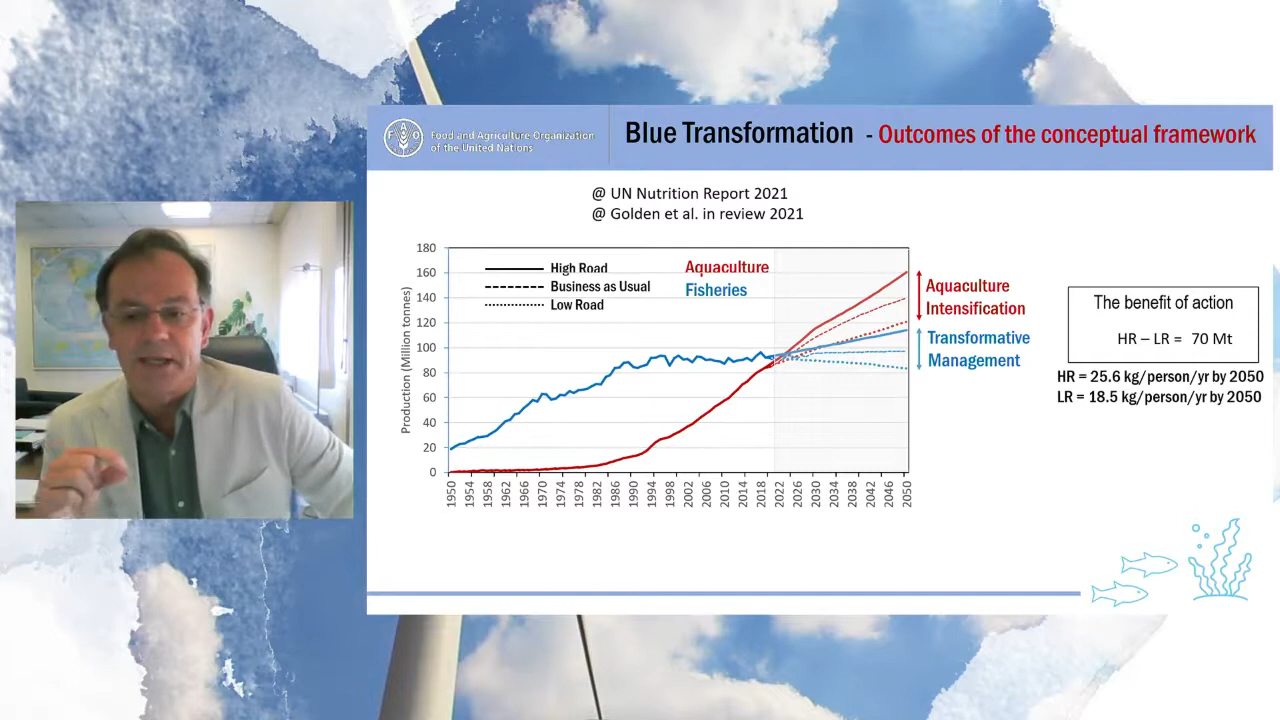 FAO
Food and Agriculture Organization
of the United Nations
Blue Transformation - Outcomes of the conceptual framework
@ UN Nutrition Report 2021
@ Golden et al. in review 2021
Production (Million tonnes)
180
160
140
120
100
80
60
40
20
0
High Road
Business as Usual
Low Road
Aquaculture
Fisheries
1950
1954
1958
1962
1966
1970
1974
1978
1982
1986
1990
1994
1998
2002
2006
2010
2014
2018
2022
2026
2030
2034
2038
2042
2046
2050
Aquaculture
Intensification
Transformative
Management
The benefit of action
HR – LR = 70 Mt
HR = 25.6 kg/person/yr by 2050
LR = 18.5 kg/person/yr by 2050